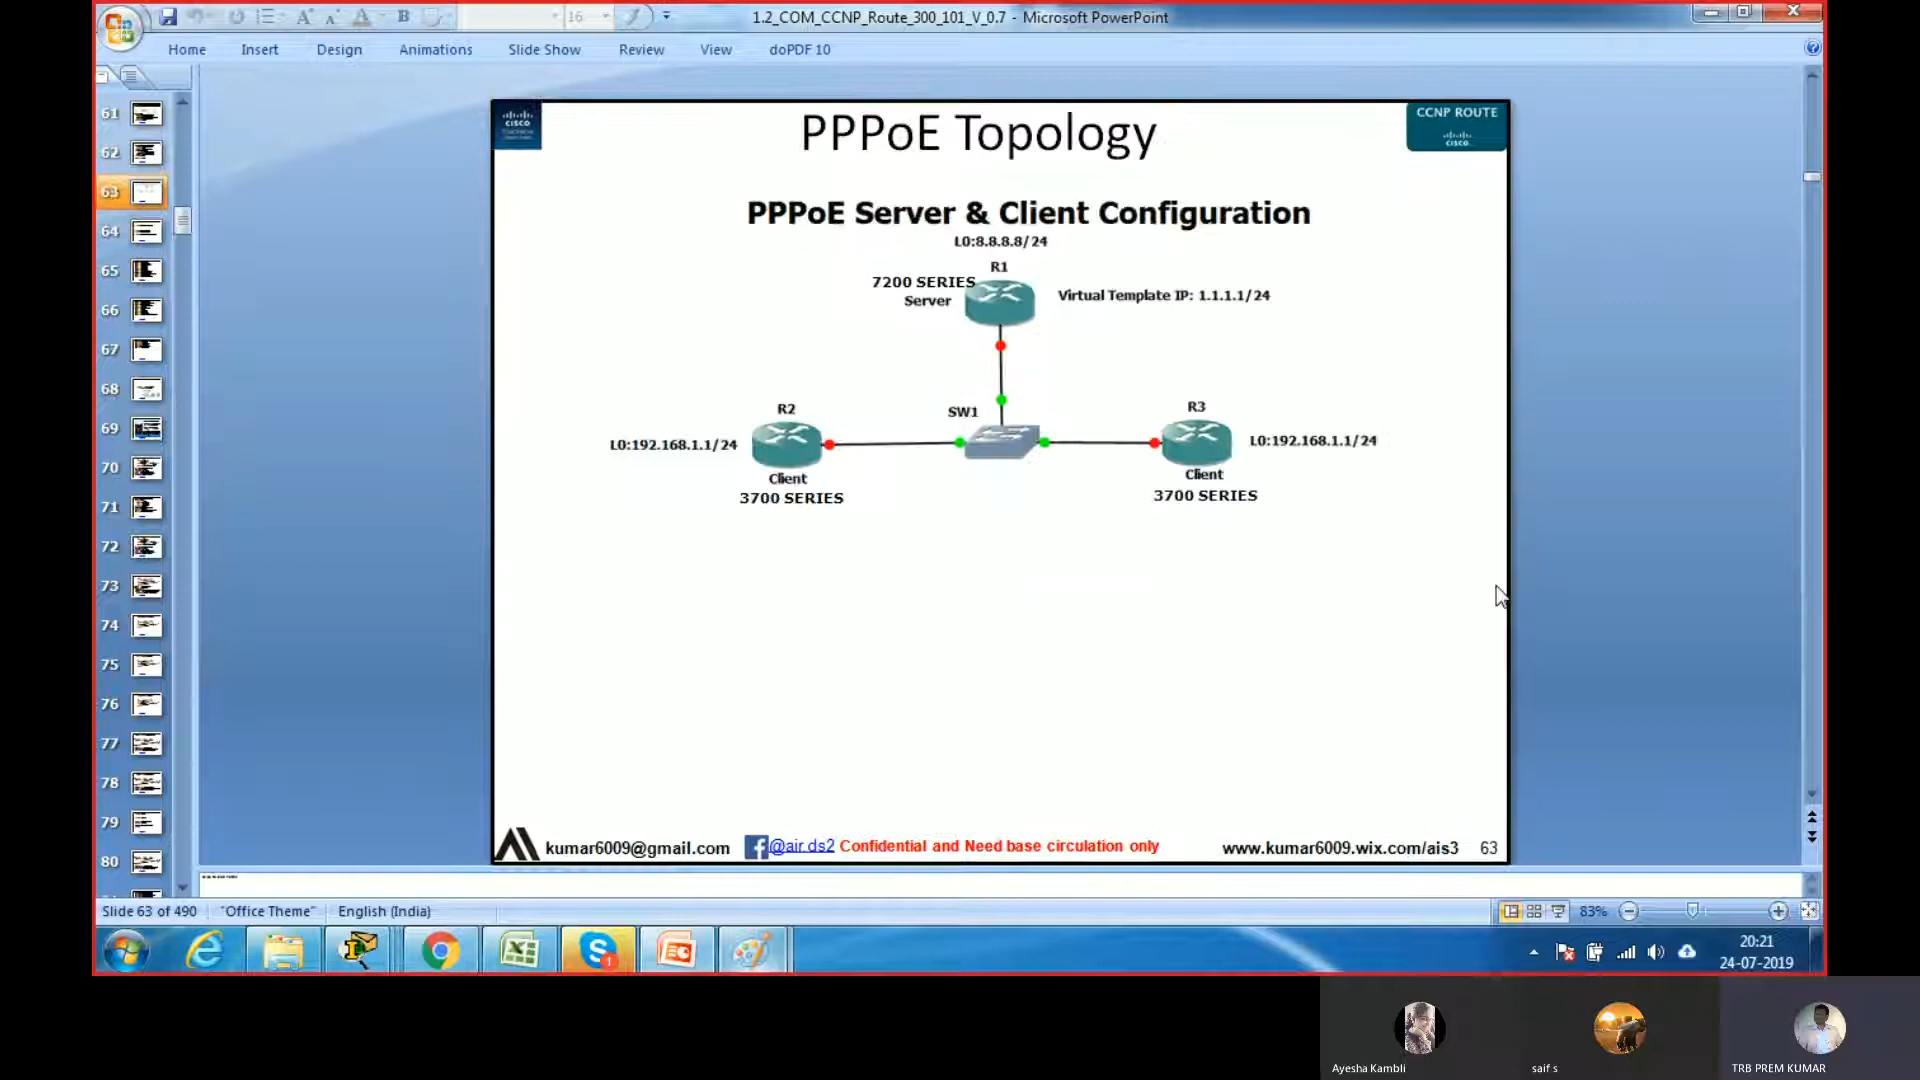 1.2_COM_CCNP_Route_300_101_V_0.7 - Microsoft PowerPoint
16
B
Home Insert Design Animations Slide Show Review View doPDF 10
61
62
63
64
65
66
67
68
69
70
71
72
73
74
75
76
77
78
79
80
CISCO
CCNP ROUTE
CISCO
PPPoE Topology
PPPoE Server & Client Configuration
L0:8.8.8.8/24
R1
7200 SERIES
Server
Virtual Template IP: 1.1.1.1/24
R2
SW1
R3
L0:192.168.1.1/24
L0:192.168.1.1/24
Client
3700 SERIES
Client
3700 SERIES
kumar6009@gmail.com @air.ds2 Confidential and Need base circulation only www.kumar6009.wix.com/ais3 63
Slide 63 of 490 "Office Theme" English (India) 83%
20:21
24-07-2019
Ayesha Kambli saif s TRB PREM KUMAR